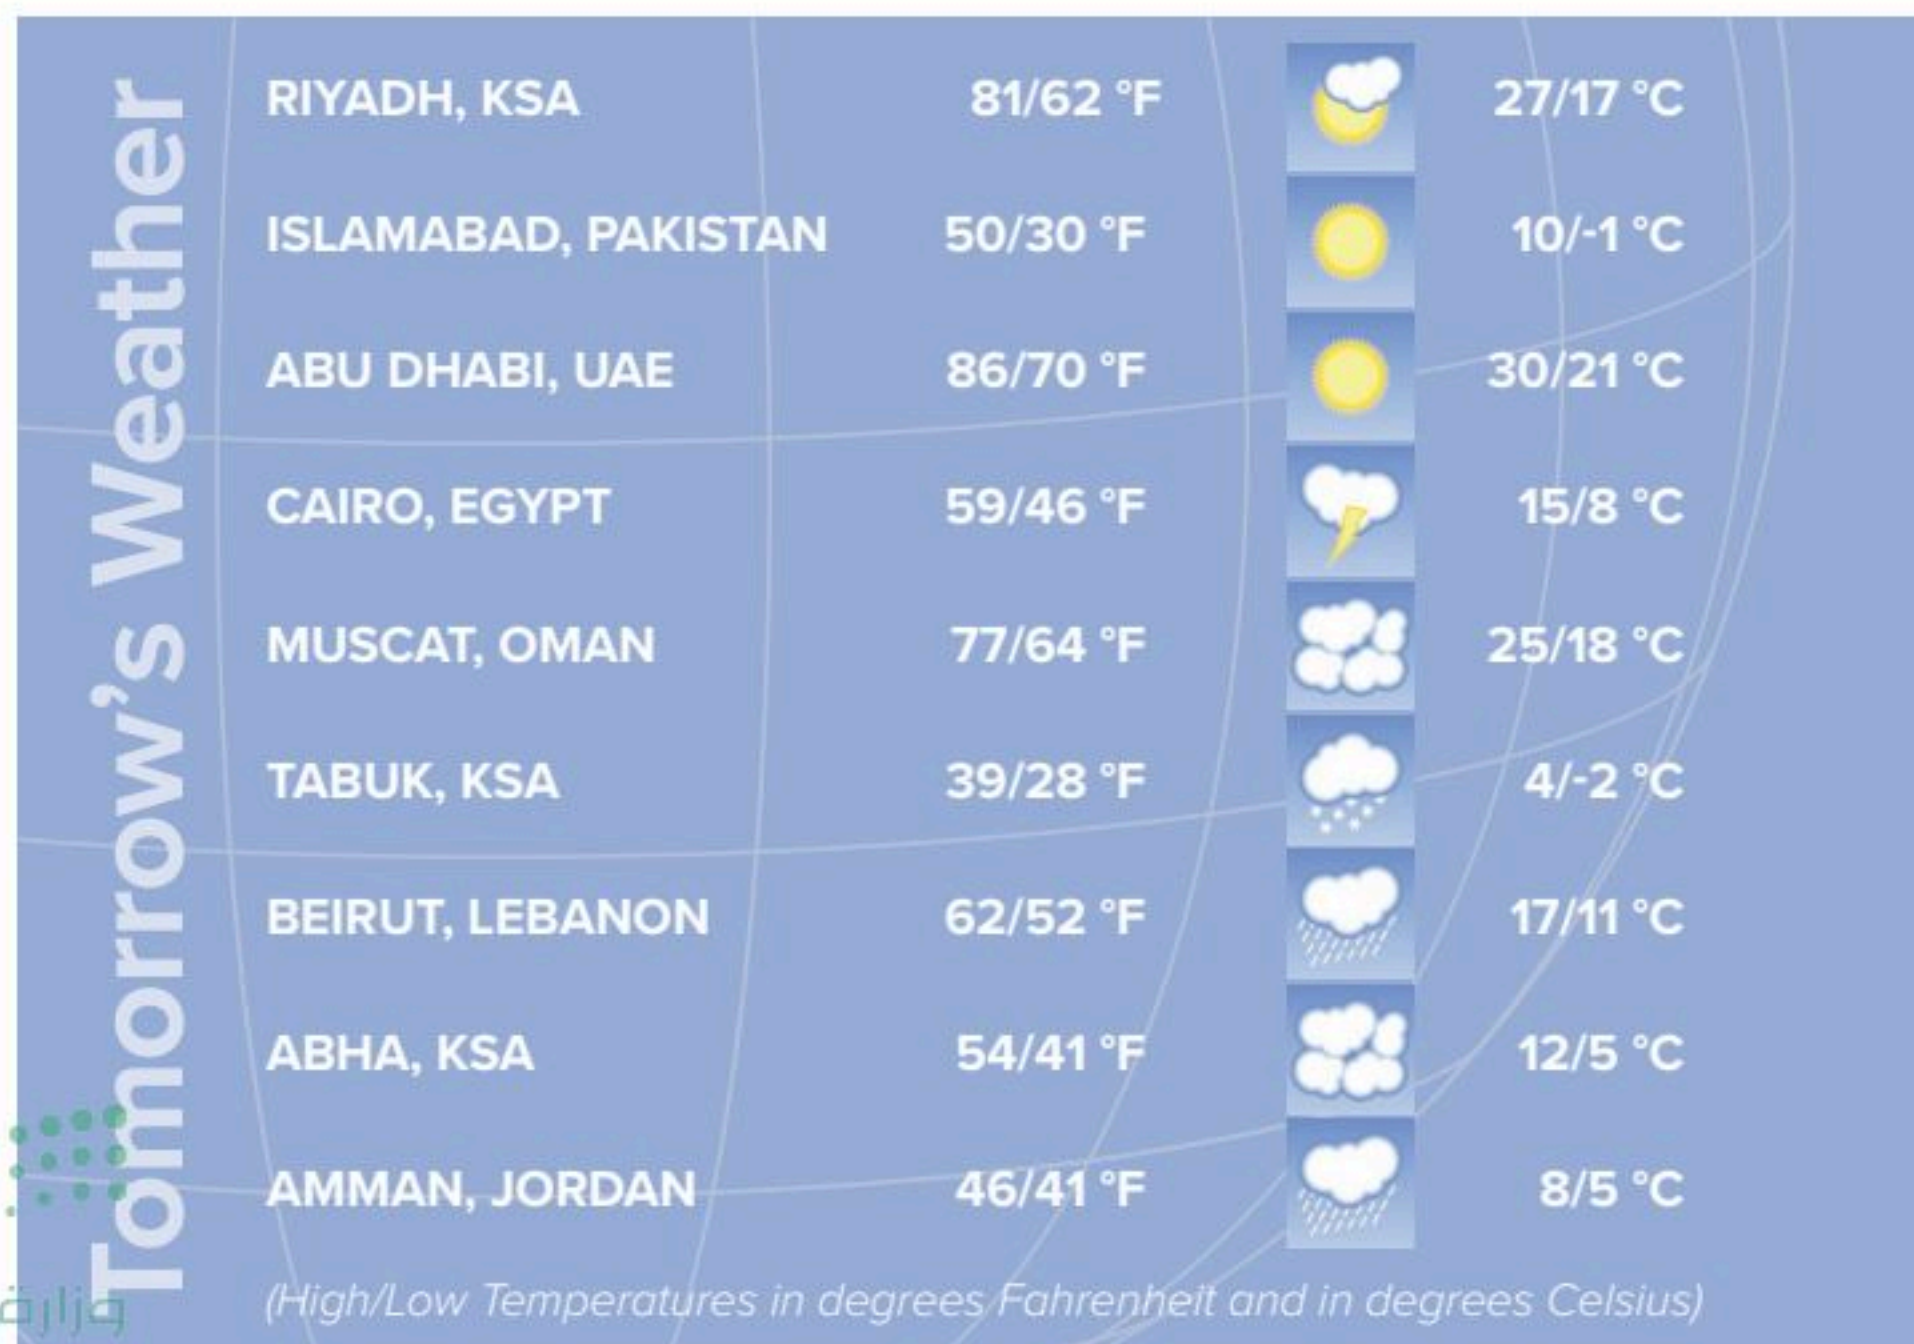 Tomorrow's Weather
RIYADH, KSA 81/62 °F 27/17 °C
ISLAMABAD, PAKISTAN 50/30 °F 10/-1 °C
ABU DHABI, UAE 86/70 °F 30/21 °C
CAIRO, EGYPT 59/46 °F 15/8 °C
MUSCAT, OMAN 77/64 °F 25/18 °C
TABUK, KSA 39/28 °F 4/-2 °C
BEIRUT, LEBANON 62/52 °F 17/11 °C
ABHA, KSA 54/41 °F 12/5 °C
AMMAN, JORDAN 46/41 °F 8/5 °C
(High/Low Temperatures in degrees Fahrenheit and in degrees Celsius)
وزارة